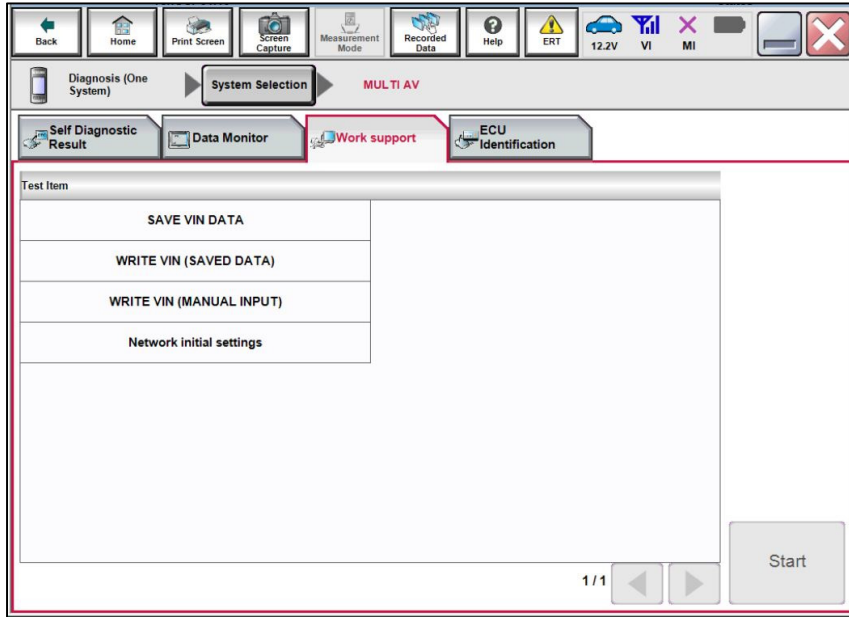 Back
Home
Print Screen
Screen
Capture
Measurement
Mode
Recorded
Data
Help
ERT
12.2V
VI
MI
Diagnosis (One
System)
System Selection
MULTI AV
Self Diagnostic
Result
Data Monitor
Work support
ECU
Identification
Test Item
SAVE VIN DATA
WRITE VIN (SAVED DATA)
WRITE VIN (MANUAL INPUT)
Network initial settings
1/1
Start